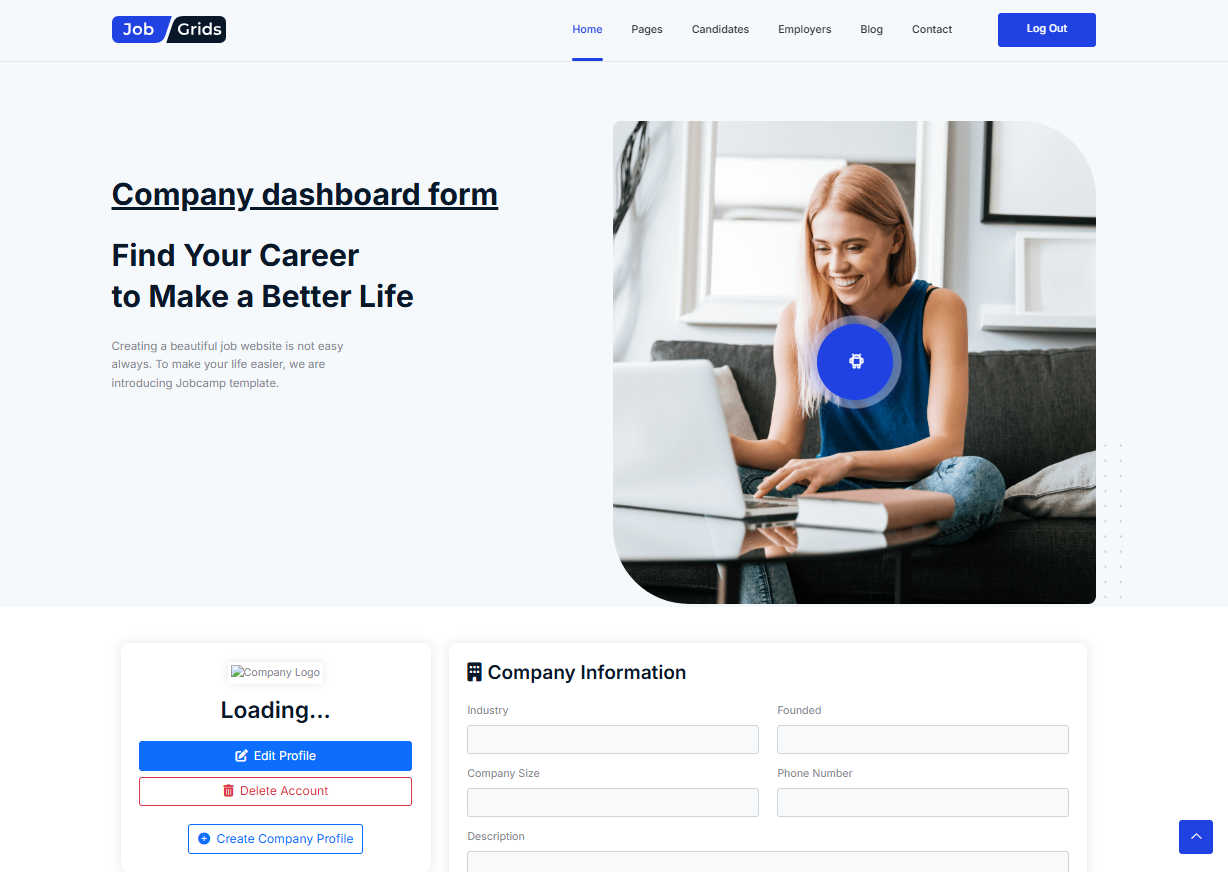 Job Grids
Home Pages Candidates Employers Blog Contact Log Out
Company dashboard form
Find Your Career
to Make a Better Life
Creating a beautiful job website is not easy
always. To make your life easier, we are
introducing Jobcamp template.
Company Logo
Loading...
Edit Profile
Delete Account
Create Company Profile
Company Information
Industry Founded
Company Size Phone Number
Description